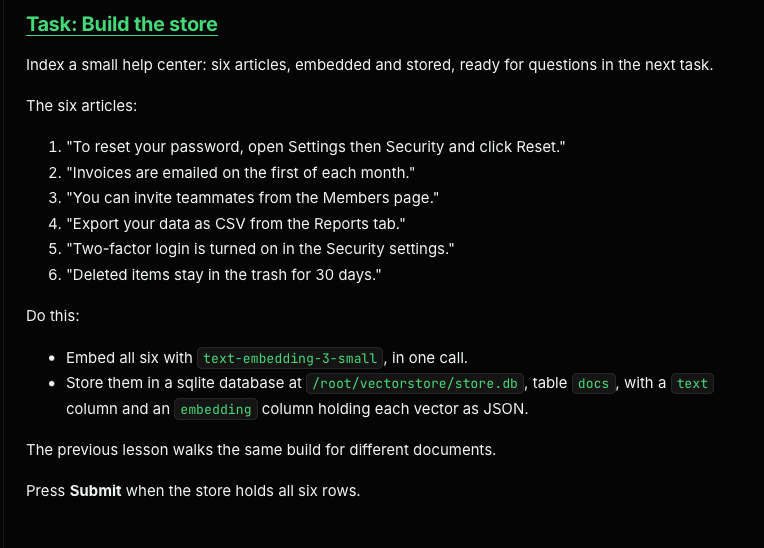 Task: Build the store
Index a small help center: six articles, embedded and stored, ready for questions in the next task.
The six articles:
1. "To reset your password, open Settings then Security and click Reset."
2. "Invoices are emailed on the first of each month."
3. "You can invite teammates from the Members page."
4. "Export your data as CSV from the Reports tab."
5. "Two-factor login is turned on in the Security settings."
6. "Deleted items stay in the trash for 30 days."
Do this:
• Embed all six with text-embedding-3-small, in one call.
• Store them in a sqlite database at /root/vectorstore/store.db, table docs, with a text
column and an embedding column holding each vector as JSON.
The previous lesson walks the same build for different documents.
Press Submit when the store holds all six rows.